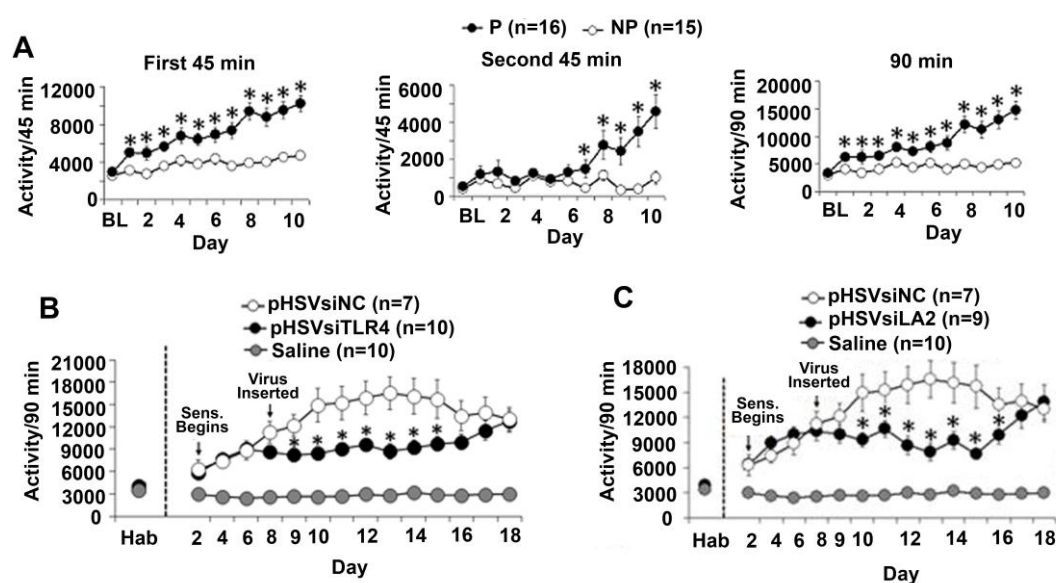 P (n=16) NP (n=15)
A
First 45 min
Second 45 min
90 min
Activity/45 min
12000
8000
4000
0
* * * * * * * * * *
BL 2 4 6 8 10
Day
Activity/45 min
6000
4000
2000
0
* * * * *
BL 2 4 6 8 10
Day
Activity/90 min
20000
15000
10000
5000
0
* * * * * * * * * *
BL 2 4 6 8 10
Day
B
pHSVsiNC (n=7)
pHSVsiTLR4 (n=10)
Saline (n=10)
Activity/90 min
21000
18000
15000
12000
9000
6000
3000
0
Sens.
Begins
Virus
Inserted
* * * * * * * *
Hab 2 4 6 8 9 10 12 14 16 18
Day
C
pHSVsiNC (n=7)
pHSVsiLA2 (n=9)
Saline (n=10)
Activity/90 min
18000
15000
12000
9000
6000
3000
0
Sens.
Begins
Virus
Inserted
* * * * * * *
Hab 2 4 6 8 9 10 12 14 16 18
Day